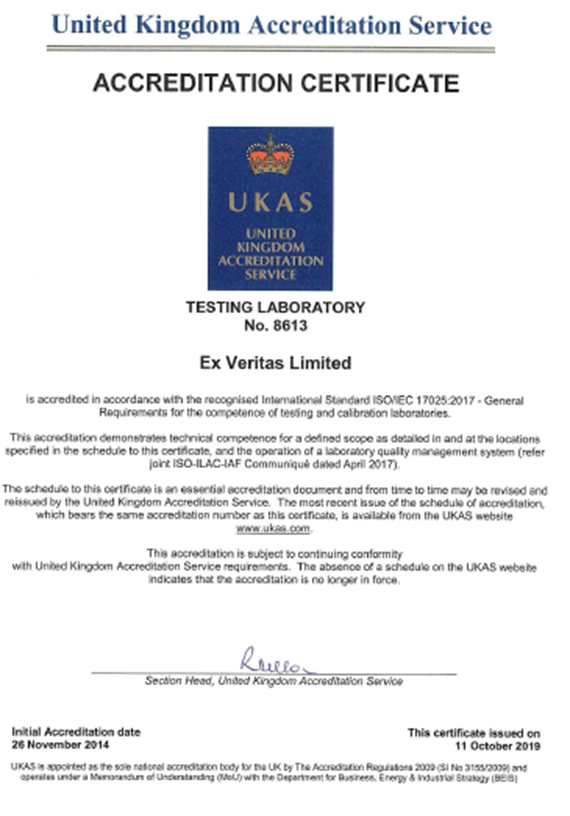 United Kingdom Accreditation Service
ACCREDITATION CERTIFICATE
UKAS
UNITED
KINGDOM
ACCREDITATION
SERVICE
TESTING LABORATORY
No. 8613
Ex Veritas Limited
is accredited in accordance with the recognised International Standard ISO/IEC 17025:2017 - General
Requirements for the competence of testing and calibration laboratories.
This accreditation demonstrates technical competence for a defined scope as detailed in and at the locations
specified in the schedule to this certificate, and the operation of a laboratory quality management system (refer
joint ISO-ILAC-IAF Communiqué dated April 2017).
The schedule to this certificate is an essential accreditation document and from time to time may be revised and
reissued by the United Kingdom Accreditation Service. The most recent issue of the schedule of accreditation,
which bears the same accreditation number as this certificate, is available from the UKAS website
www.ukas.com.
This accreditation is subject to continuing conformity
with United Kingdom Accreditation Service requirements. The absence of a schedule on the UKAS website
indicates that the accreditation is no longer in force.
Section Head, United Kingdom Accreditation Service
Initial Accreditation date
26 November 2014
This certificate issued on
11 October 2019
UKAS is appointed as the sole national accreditation body for the UK by The Accreditation Regulations 2009 (SI No 3155/2009) and
operates under a Memorandum of Understanding (MoU) with the Department for Business, Energy & Industrial Strategy (BEIS)